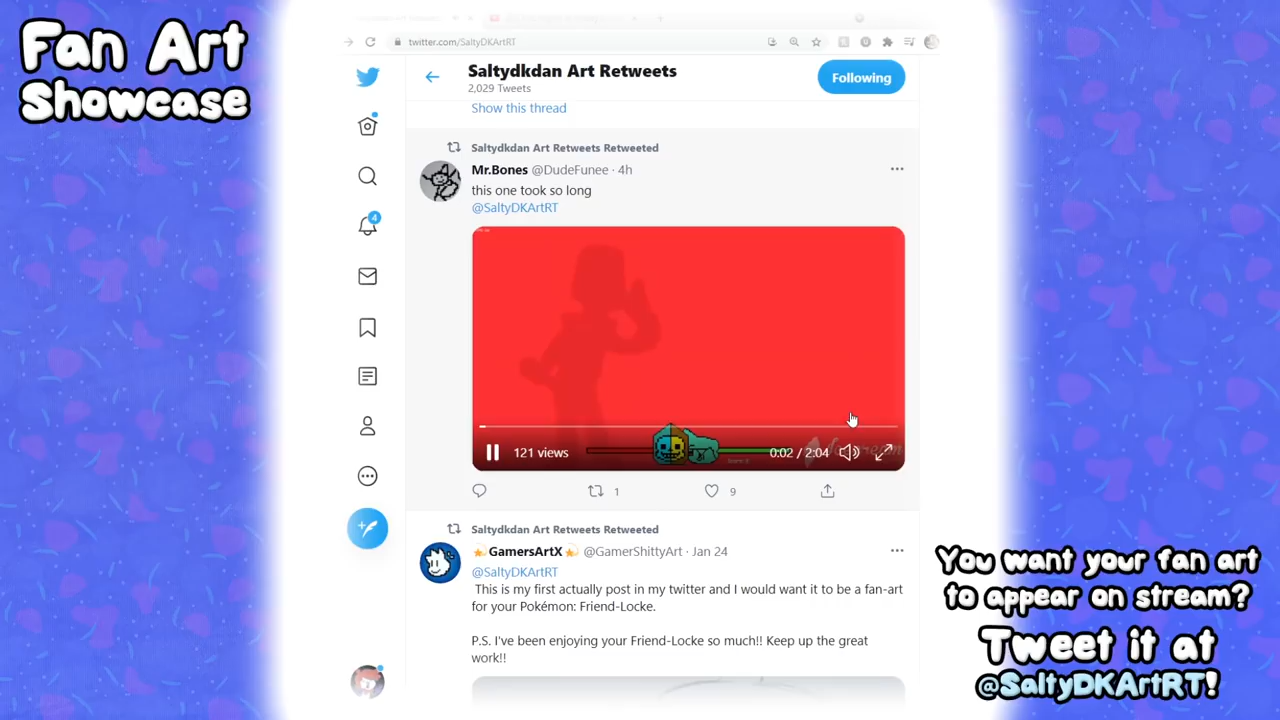 Fan Art
Showcase
twitter.com/SaltyDKArtRT
Saltydkdan Art Retweets
2,029 Tweets
Following
Show this thread
Saltydkdan Art Retweets Retweeted
Mr.Bones @DudeFunee · 4h
this one took so long
@SaltyDKArtRT
121 views
0:02 / 2:04
1
9
4
Saltydkdan Art Retweets Retweeted
GamersArtX @GamerShittyArt · Jan 24
@SaltyDKArtRT
This is my first actually post in my twitter and I would want it to be a fan-art
for your Pokémon: Friend-Locke.
P.S. I've been enjoying your Friend-Locke so much!! Keep up the great
work!!
You want your fan art
to appear on stream?
Tweet it at
@SaltyDKArtRT!